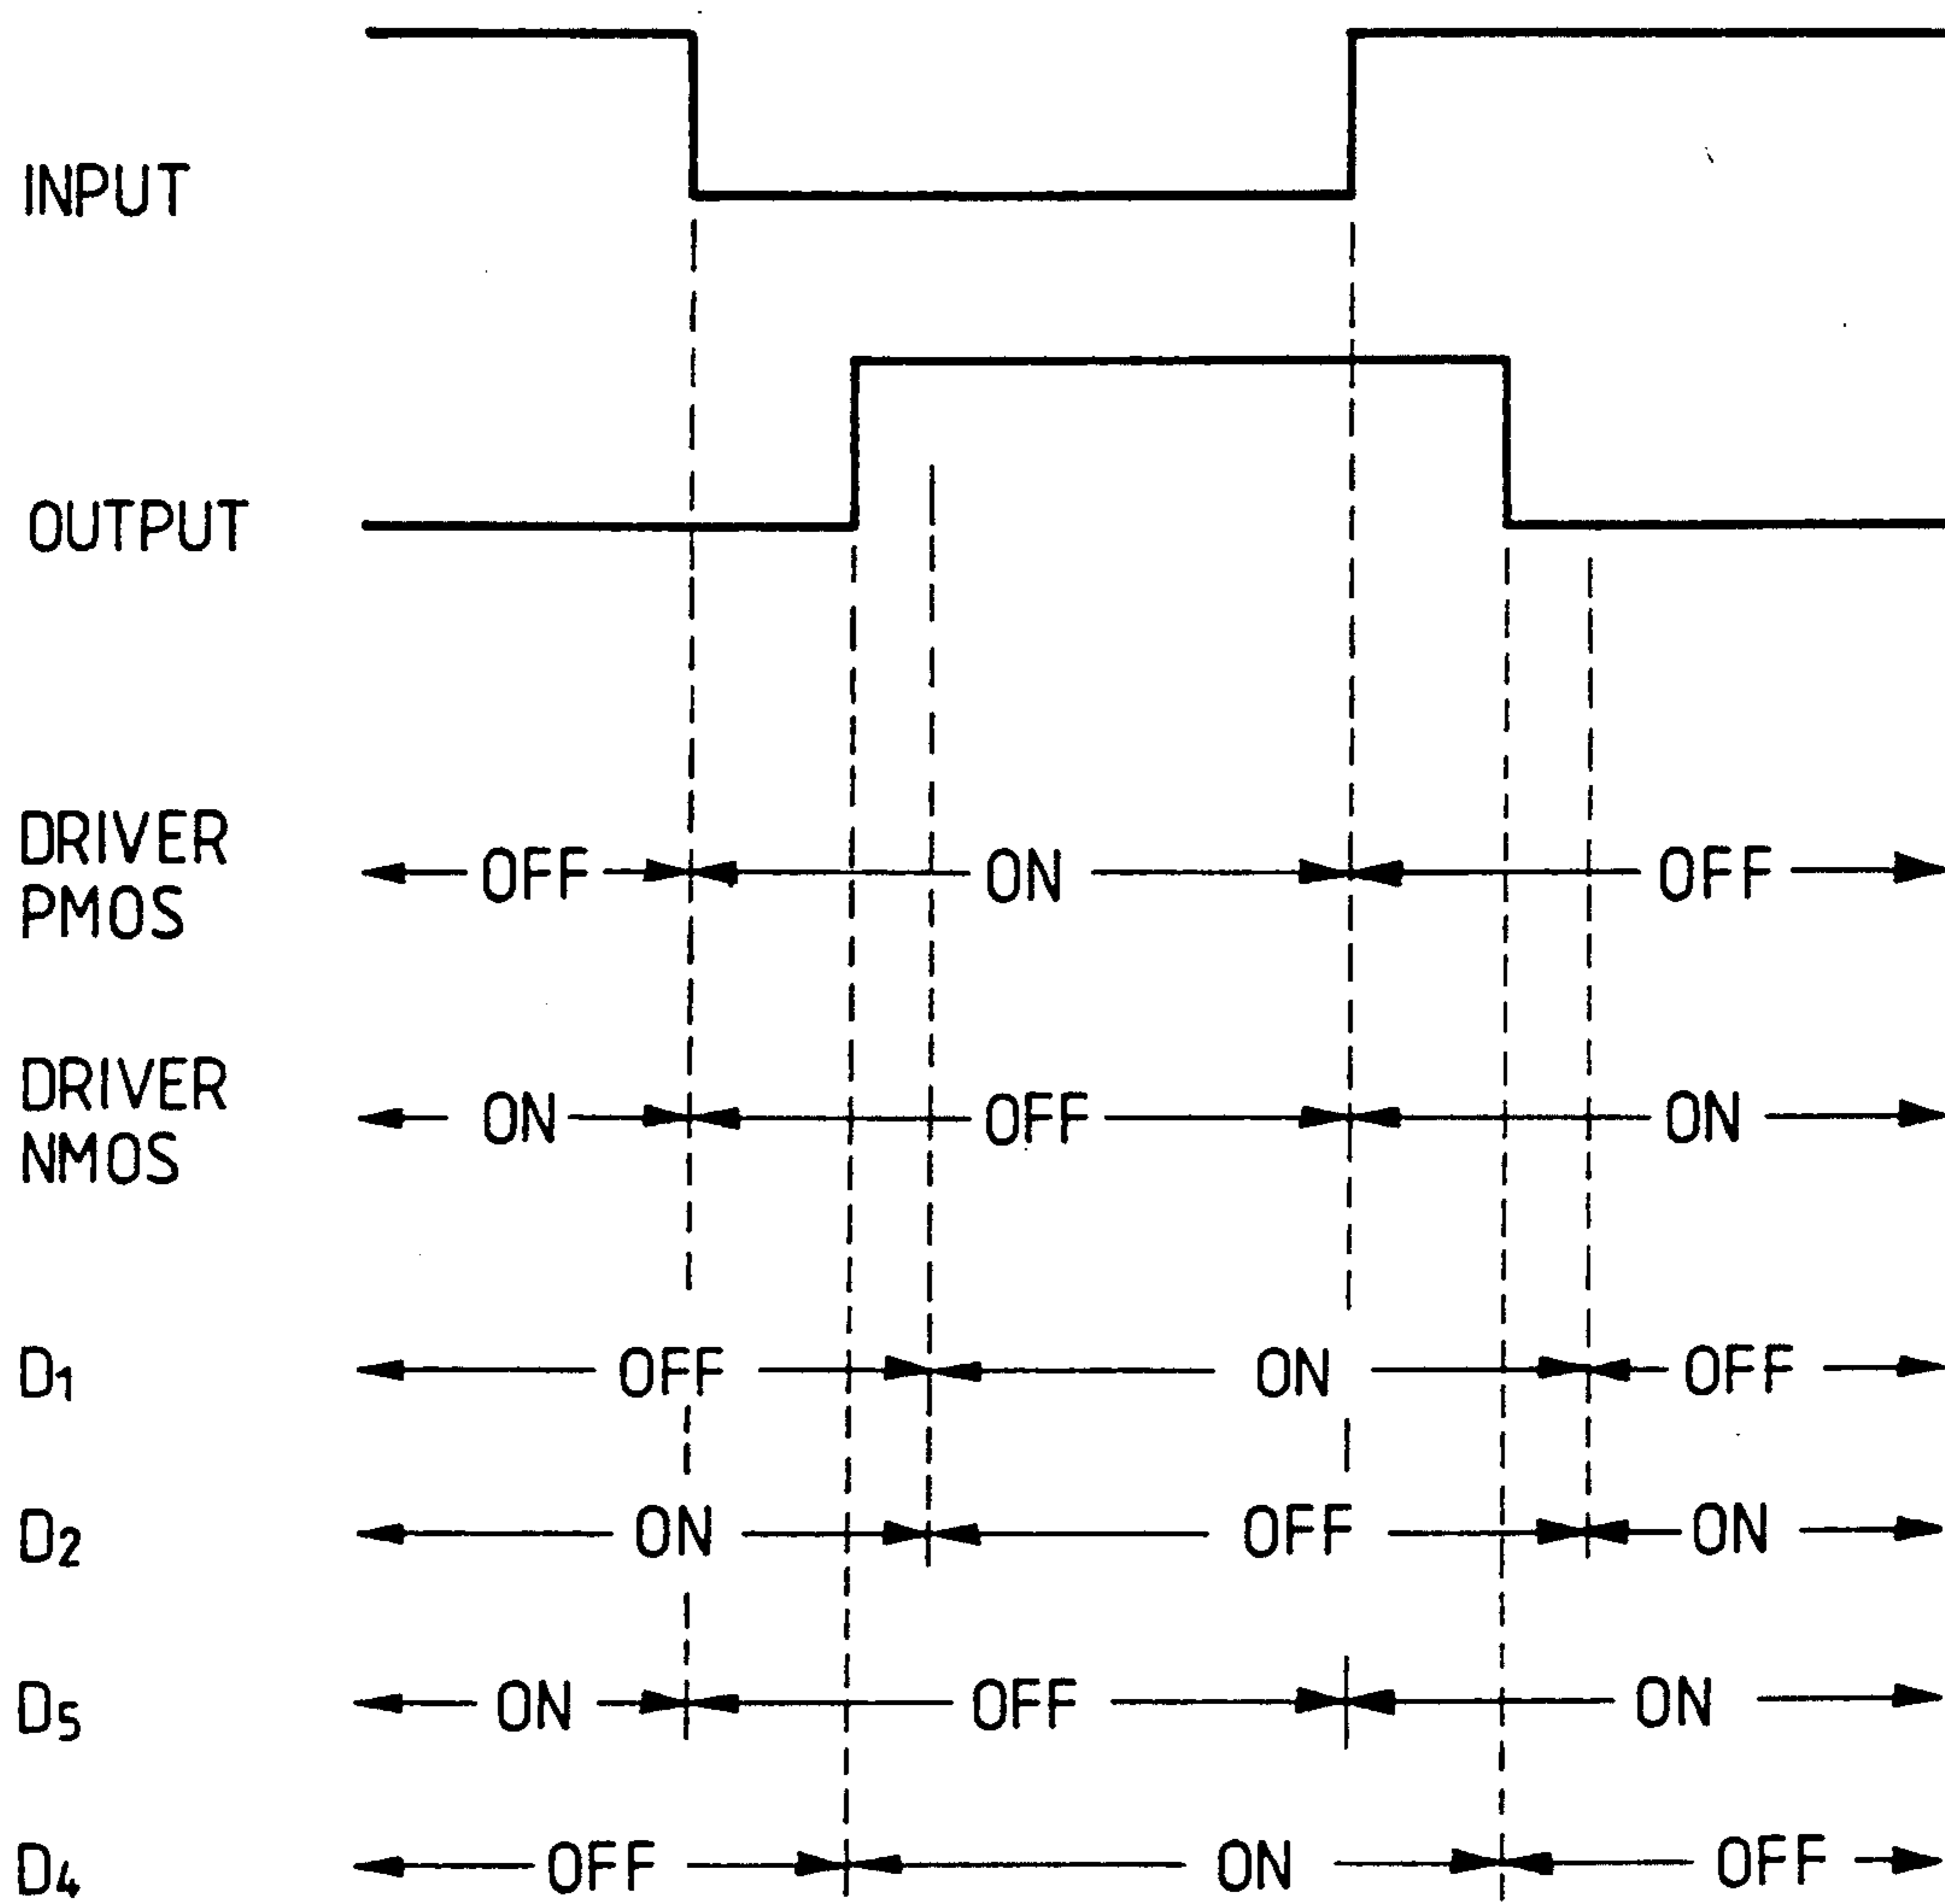 INPUT
OUTPUT
DRIVER
PMOS
OFF ON OFF
DRIVER
NMOS
ON OFF ON
D1 OFF ON OFF
D2 ON OFF ON
D5 ON OFF ON
D4 OFF ON OFF